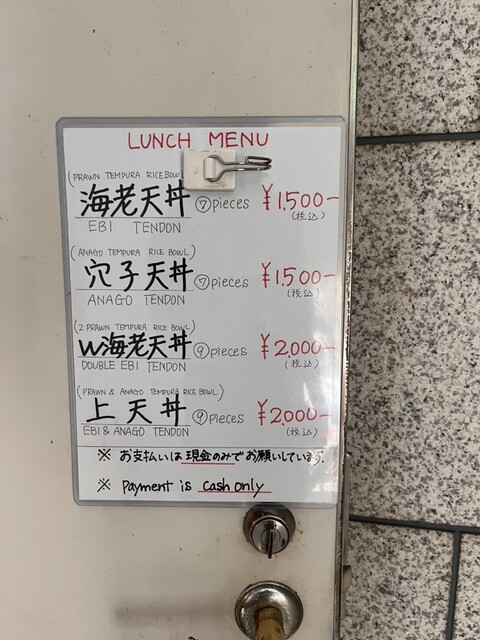 LUNCH MENU
(PRAWN TEMPURA RICE BOWL)
海老天丼 ⑦pieces ¥1,500-
EBI TENDON (税込)
(ANAGO TEMPURA RICE BOWL)
穴子天丼 ⑦pieces ¥1,500-
ANAGO TENDON (税込)
(2 PRAWN TEMPURA RICE BOWL)
W海老天丼 ⑨pieces ¥2,000-
DOUBLE EBI TENDON (税込)
(PRAWN & ANAGO TEMPURA RICE BOWL)
上天丼 ⑨pieces ¥2,000-
EBI & ANAGO TENDON (税込)
※ お支払いは現金のみでお願いしています.
※ Payment is cash only